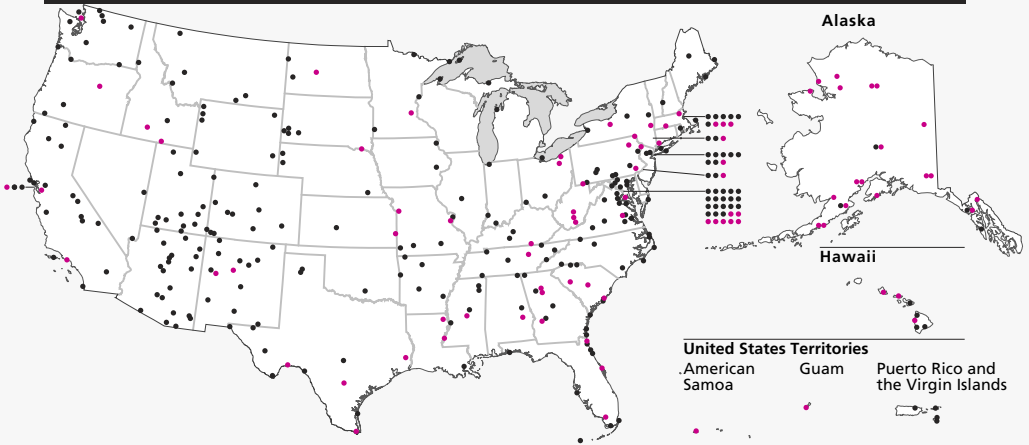 Alaska
Hawaii
United States Territories
American
Samoa
Guam
Puerto Rico and
the Virgin Islands